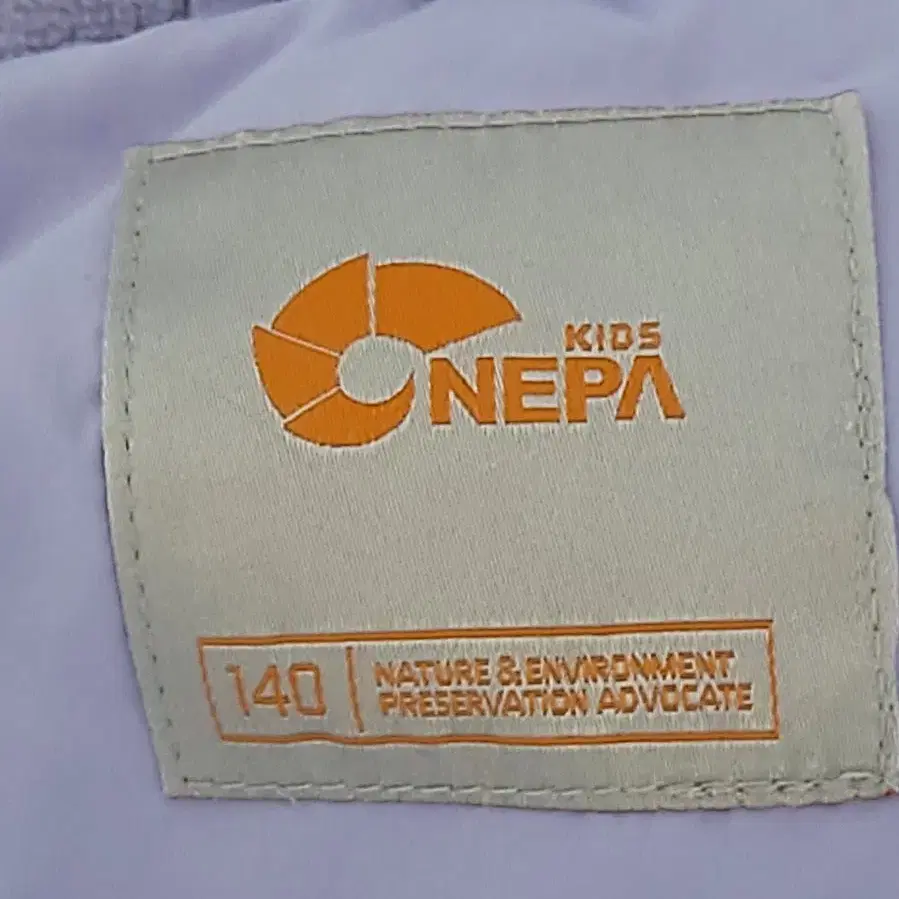 KIDS
NEPA
140
NATURE & ENVIRONMENT
PRESERVATION ADVOCATE